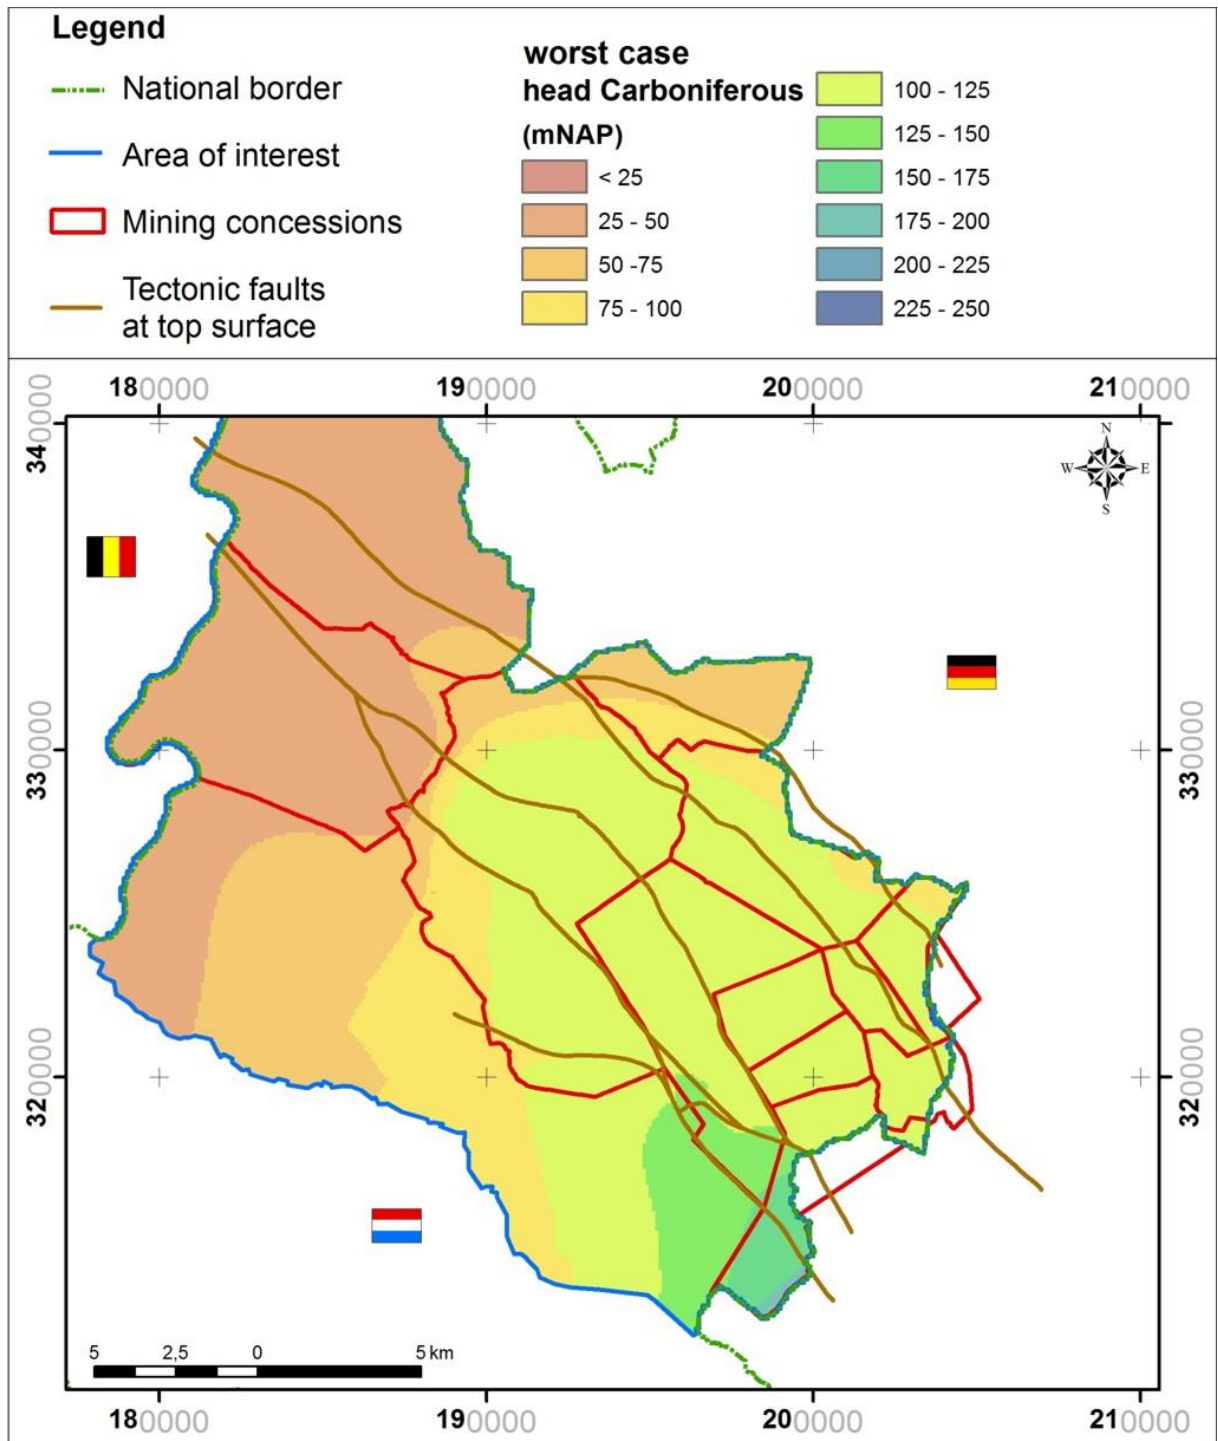 Legend
National border
Area of interest
Mining concessions
Tectonic faults
at top surface
worst case
head Carboniferous
(mNAP)
< 25
25 - 50
50 -75
75 - 100
100 - 125
125 - 150
150 - 175
175 - 200
200 - 225
225 - 250
180000 190000 200000 210000
340000
N
W E
S
330000 330000
320000 320000
5 2,5 0 5 km
180000 190000 200000 210000